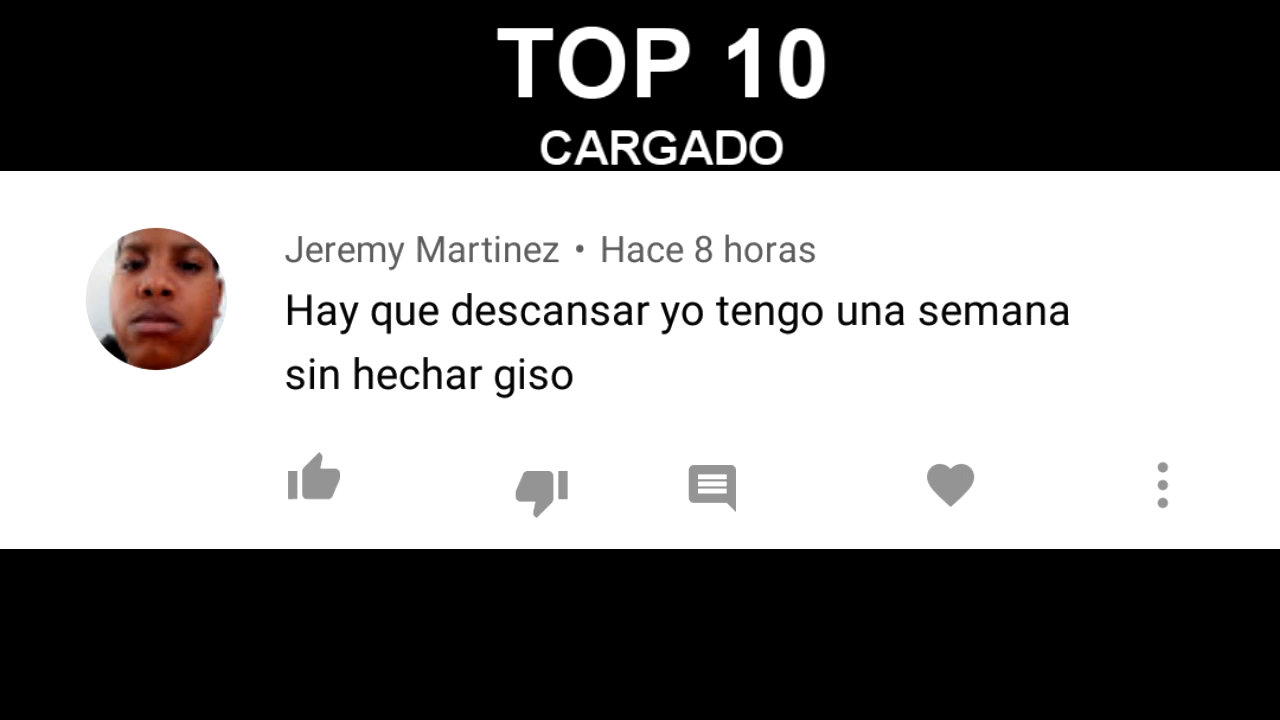 TOP 10
CARGADO
Jeremy Martinez • Hace 8 horas
Hay que descansar yo tengo una semana
sin hechar giso